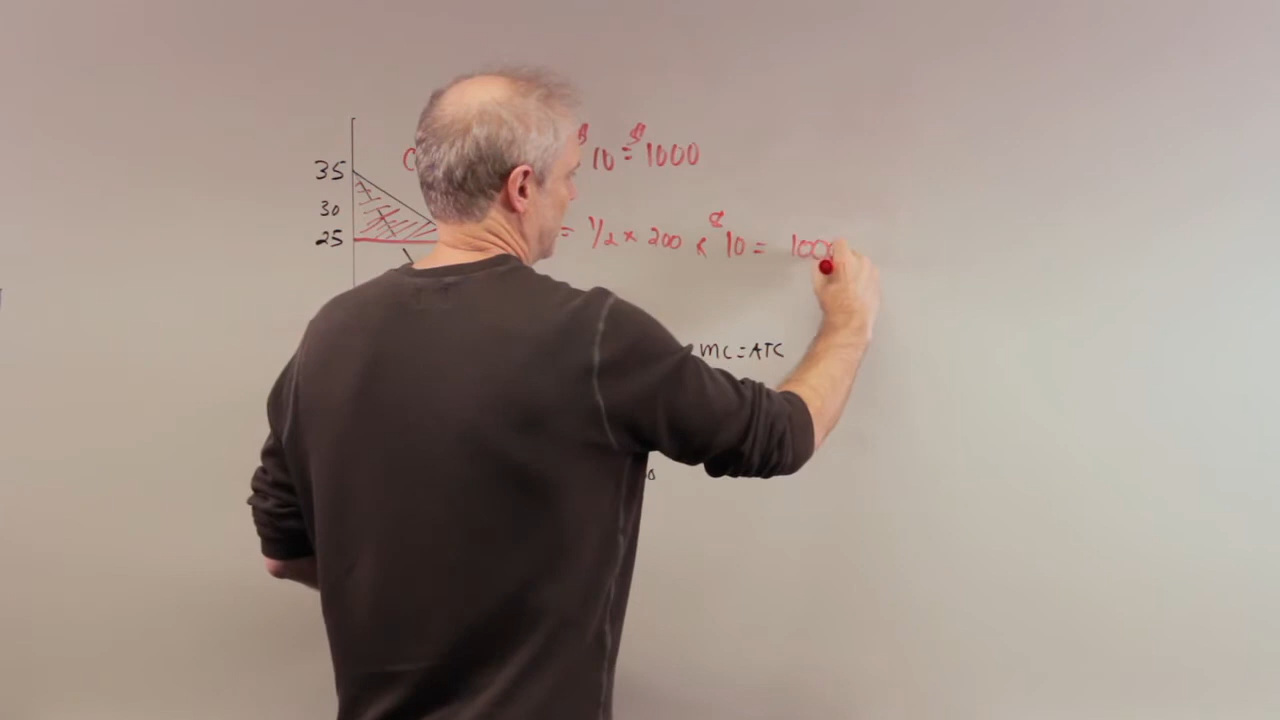 35
30
25
C
$
10 = $ 1000
= 1/2 × 200 × $ 10 = 1000
MC=ATC